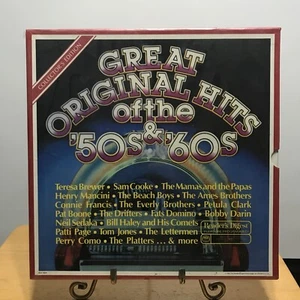 COLLECTOR'S EDITION
GREAT
ORIGINAL HITS
of the
'50s & '60s
Teresa Brewer • Sam Cooke • The Mamas and the Papas
Henry Mancini • The Beach Boys • The Ames Brothers
Connie Francis • The Everly Brothers • Petula Clark
Pat Boone • The Drifters • Fats Domino • Bobby Darin
Neil Sedaka • Bill Haley and His Comets
Patti Page • Tom Jones • The Lettermen
Perry Como • The Platters ... & more
Reader's Digest